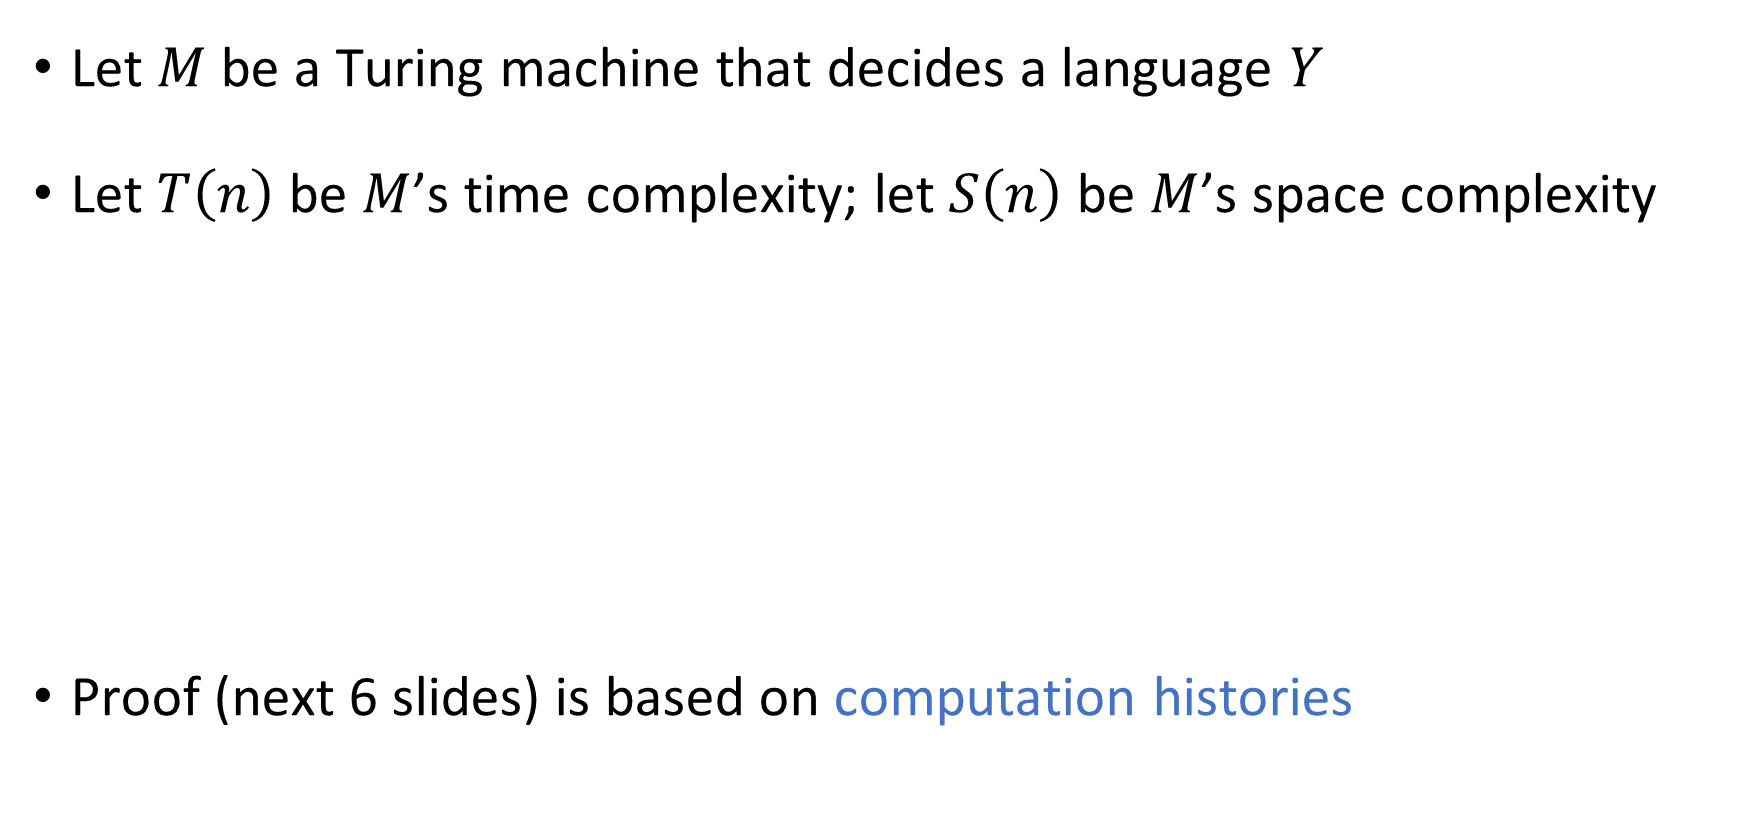 • Let 𝑀 be a Turing machine that decides a language 𝑌
• Let 𝑇(𝑛) be 𝑀’s time complexity; let 𝑆(𝑛) be 𝑀’s space complexity
• Proof (next 6 slides) is based on computation histories